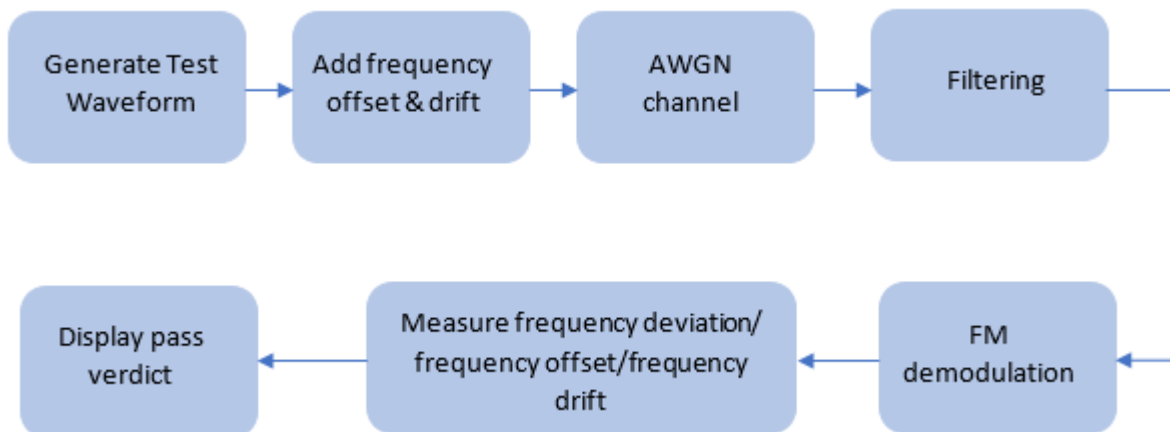 Generate Test
Waveform
Add frequency
offset & drift
AWGN
channel
Filtering
FM
demodulation
Measure frequency deviation/
frequency offset/frequency
drift
Display pass
verdict